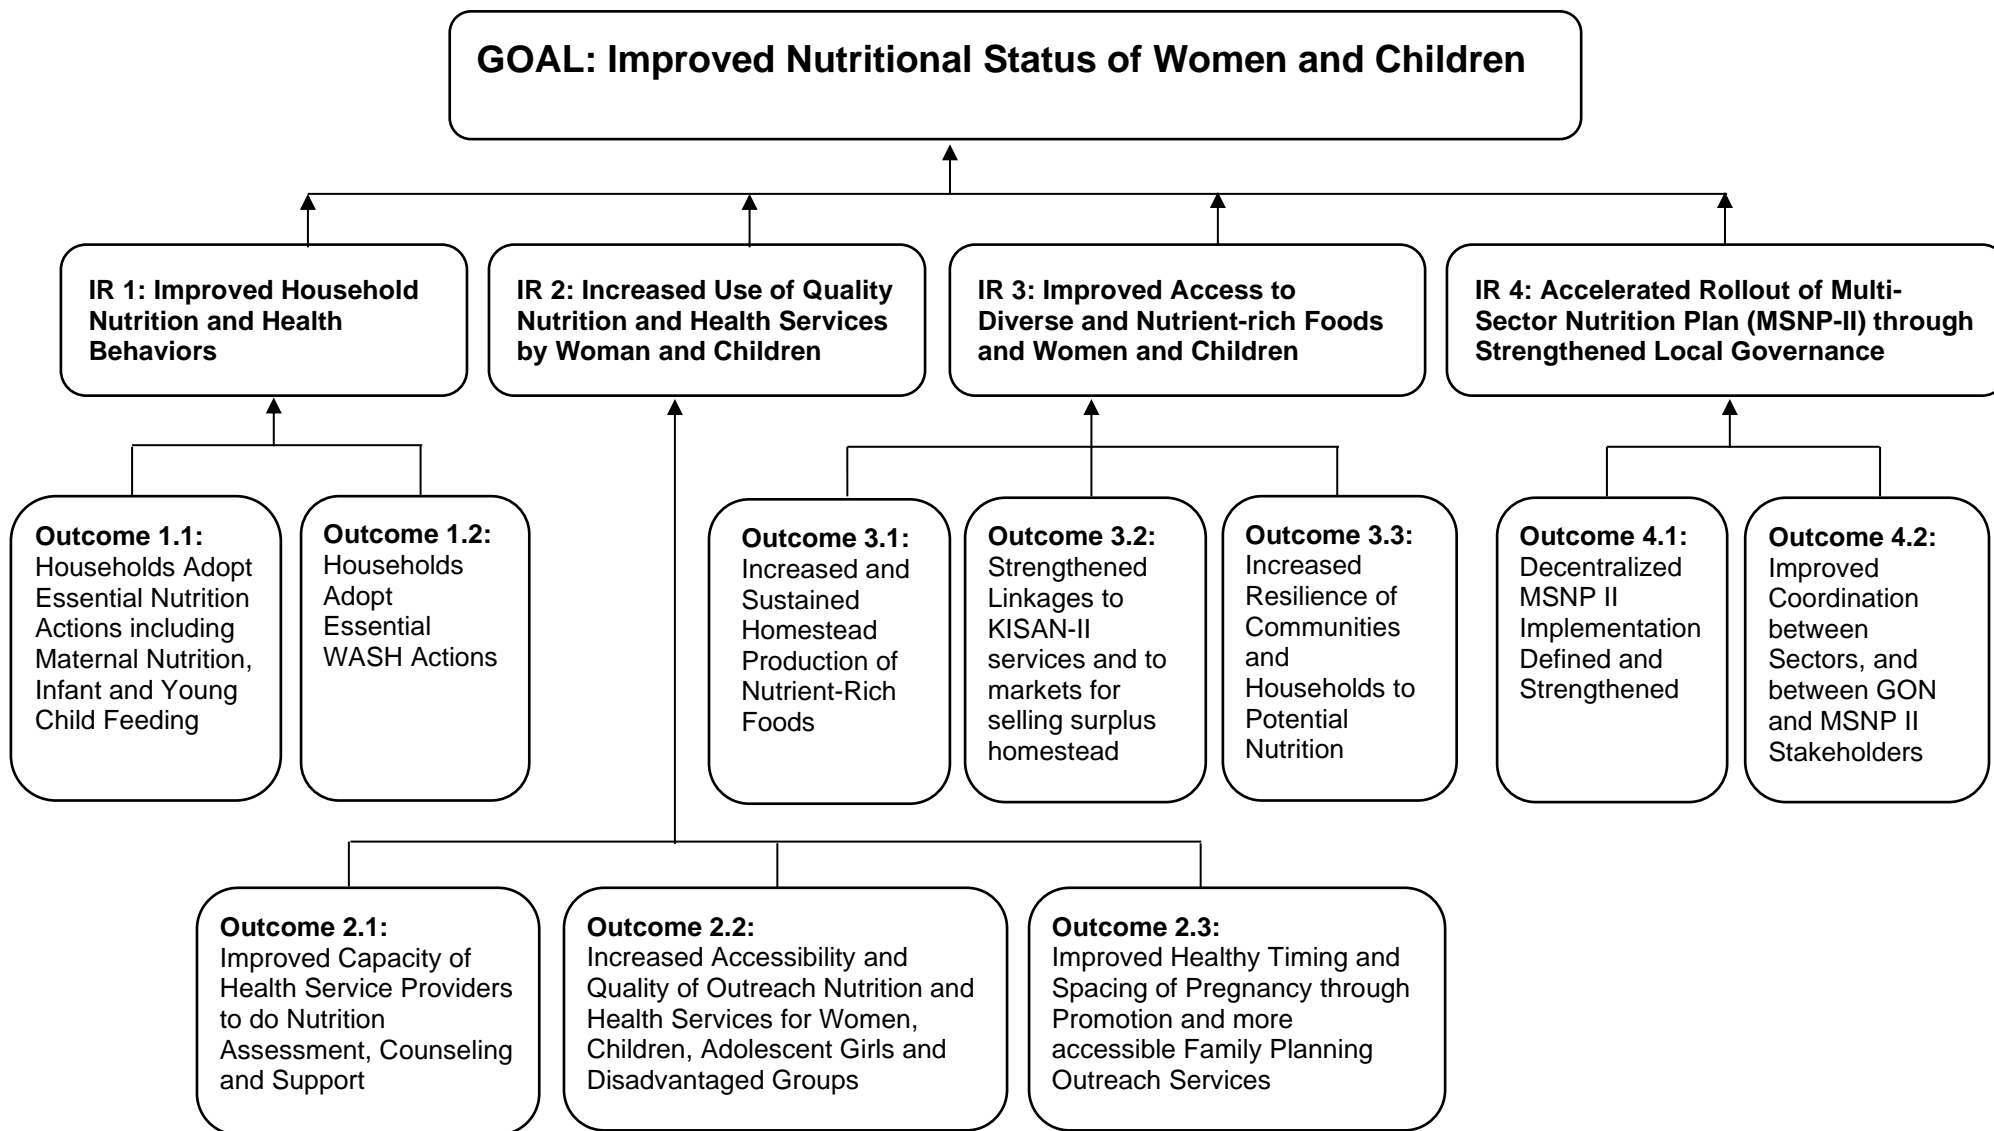 GOAL: Improved Nutritional Status of Women and Children
IR 1: Improved Household
Nutrition and Health
Behaviors
IR 2: Increased Use of Quality
Nutrition and Health Services
by Woman and Children
IR 3: Improved Access to
Diverse and Nutrient-rich Foods
and Women and Children
IR 4: Accelerated Rollout of Multi-
Sector Nutrition Plan (MSNP-II) through
Strengthened Local Governance
Outcome 1.1:
Households Adopt
Essential Nutrition
Actions including
Maternal Nutrition,
Infant and Young
Child Feeding
Outcome 1.2:
Households
Adopt
Essential
WASH Actions
Outcome 3.1:
Increased and
Sustained
Homestead
Production of
Nutrient-Rich
Foods
Outcome 3.2:
Strengthened
Linkages to
KISAN-II
services and to
markets for
selling surplus
homestead
Outcome 3.3:
Increased
Resilience of
Communities
and
Households to
Potential
Nutrition
Outcome 4.1:
Decentralized
MSNP II
Implementation
Defined and
Strengthened
Outcome 4.2:
Improved
Coordination
between
Sectors, and
between GON
and MSNP II
Stakeholders
Outcome 2.1:
Improved Capacity of
Health Service Providers
to do Nutrition
Assessment, Counseling
and Support
Outcome 2.2:
Increased Accessibility and
Quality of Outreach Nutrition and
Health Services for Women,
Children, Adolescent Girls and
Disadvantaged Groups
Outcome 2.3:
Improved Healthy Timing and
Spacing of Pregnancy through
Promotion and more
accessible Family Planning
Outreach Services